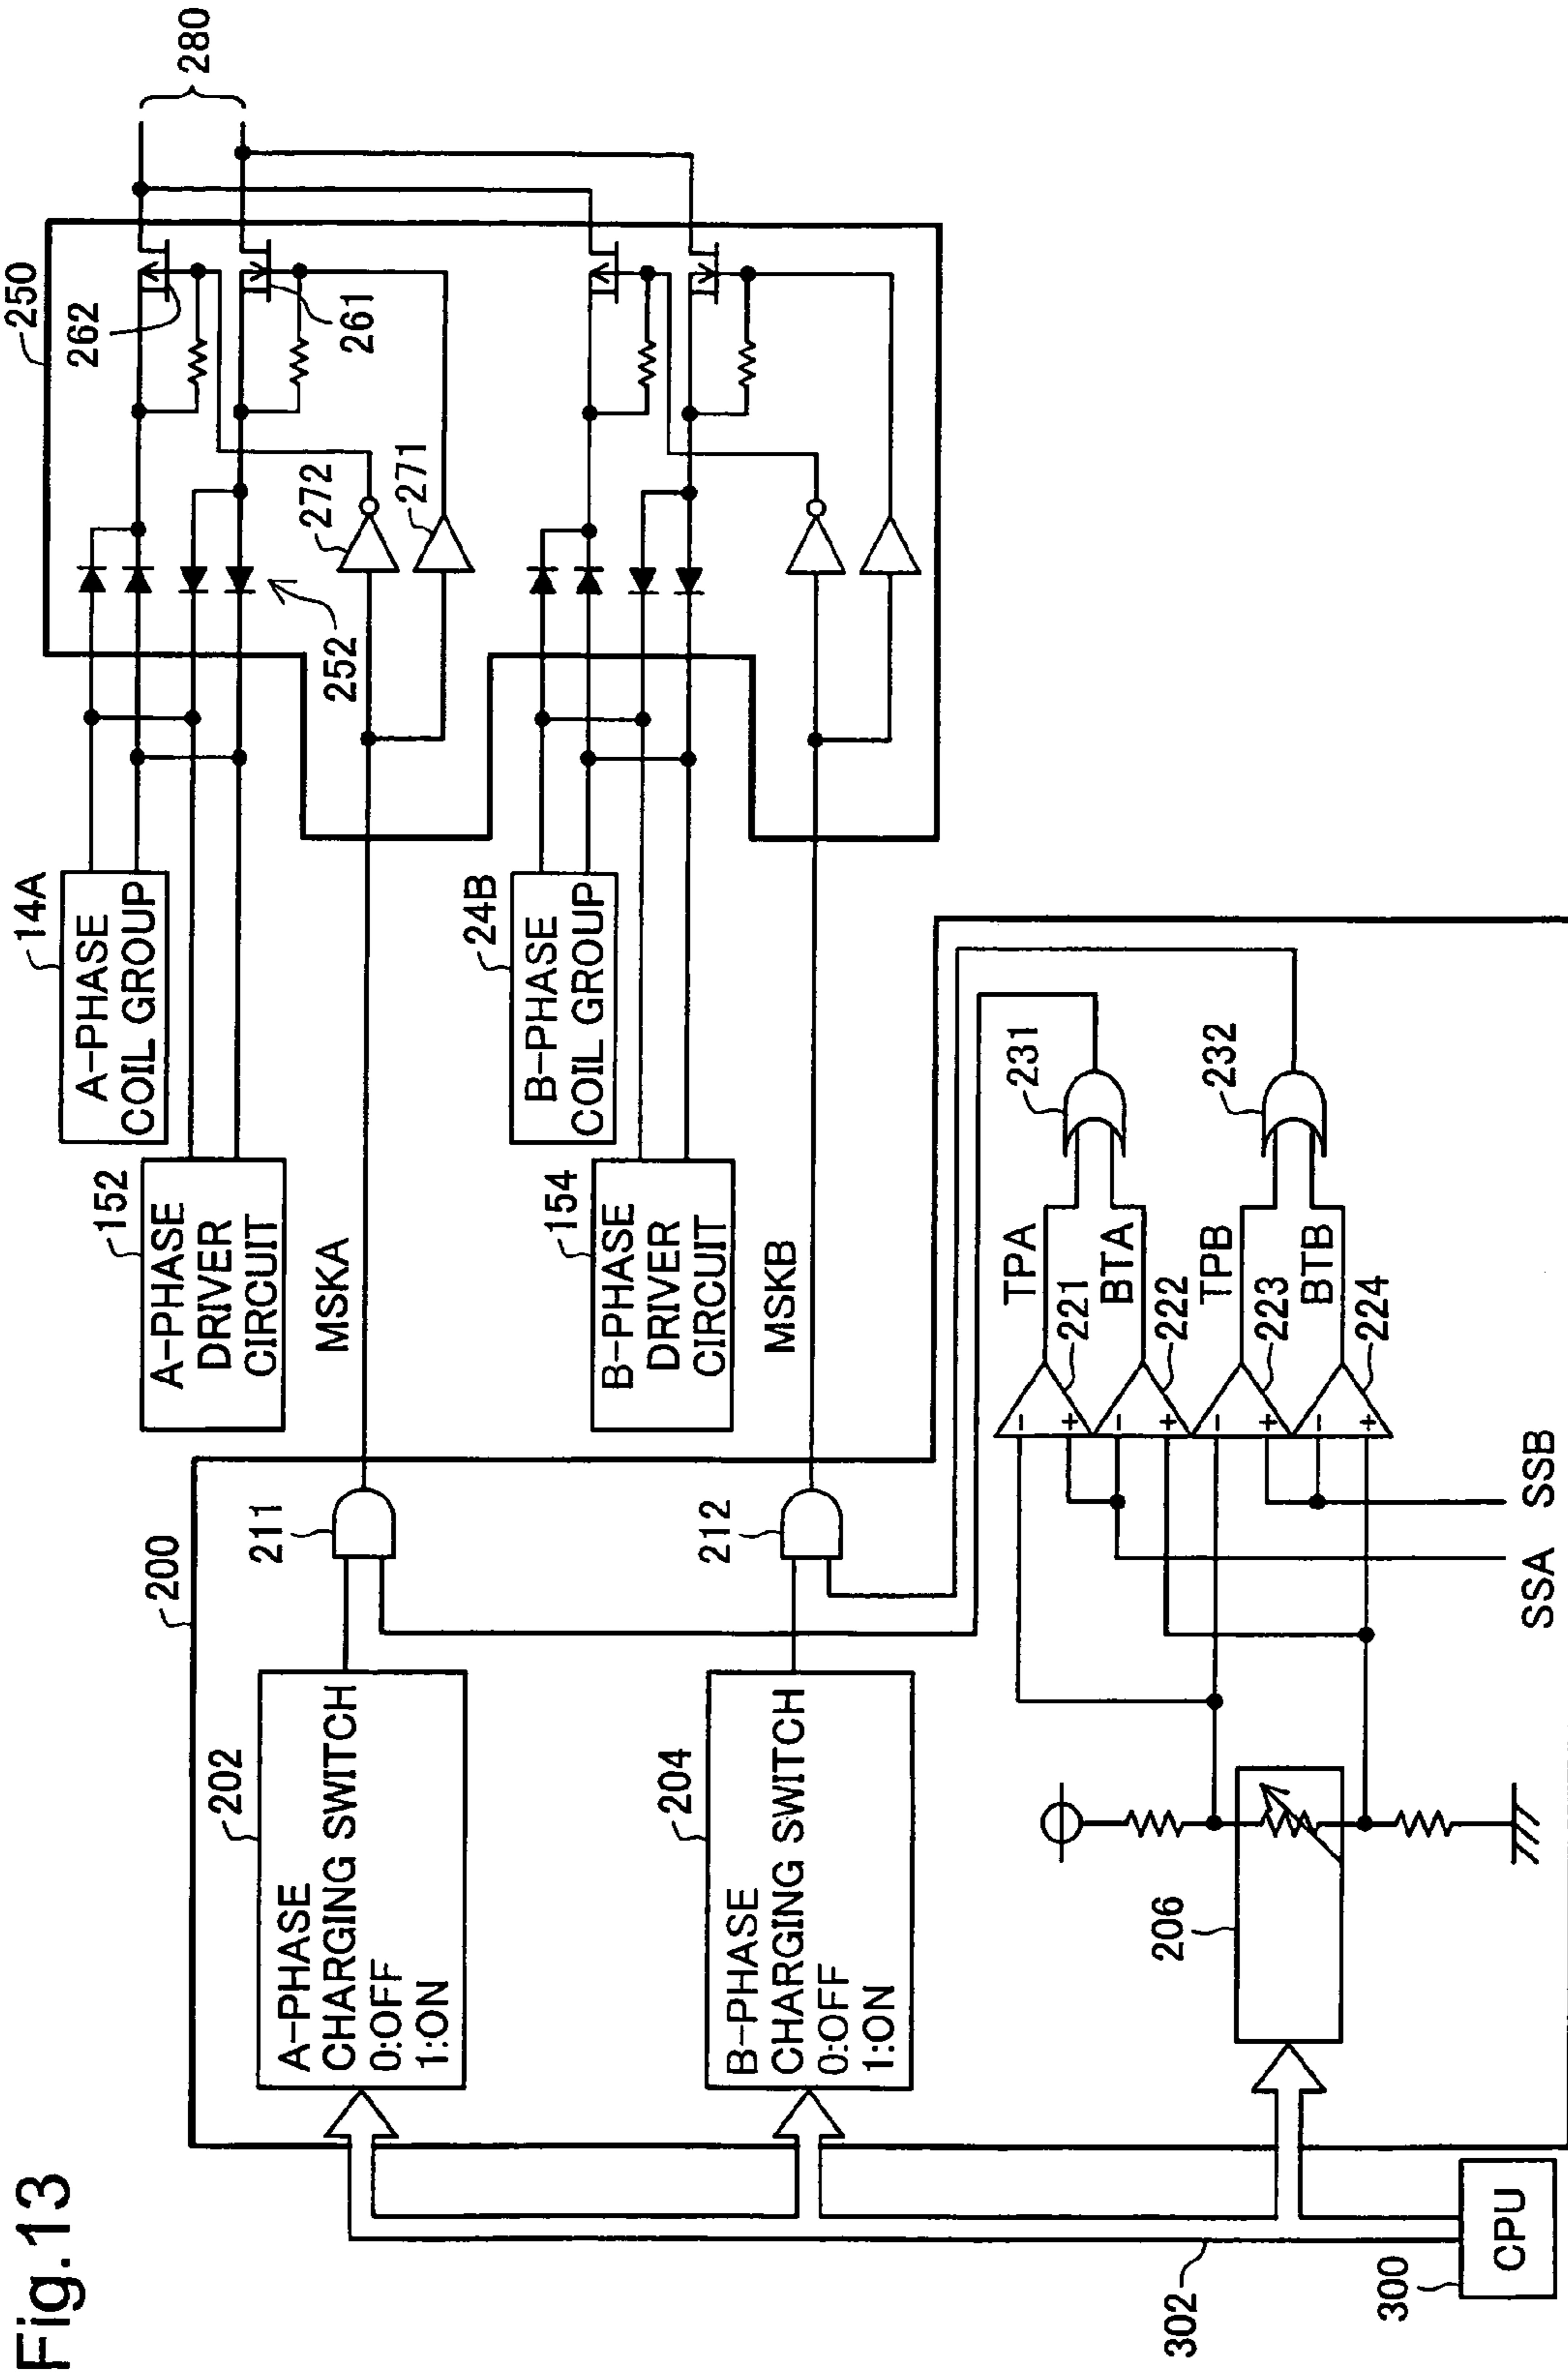 Fig.13
200
202
A-PHASE
CHARGING SWITCH
0:OFF
1:ON
211
MSKA
152
A-PHASE
DRIVER
CIRCUIT
14A
A-PHASE
COIL GROUP
250
262
261
252
272
271
280
204
B-PHASE
CHARGING SWITCH
0:OFF
1:ON
212
MSKB
154
B-PHASE
DRIVER
CIRCUIT
24B
B-PHASE
COIL GROUP
206
TPA
- +
221
BTA
- +
222
TPB
- +
223
BTB
- +
224
231
232
SSA
SSB
302
300
CPU